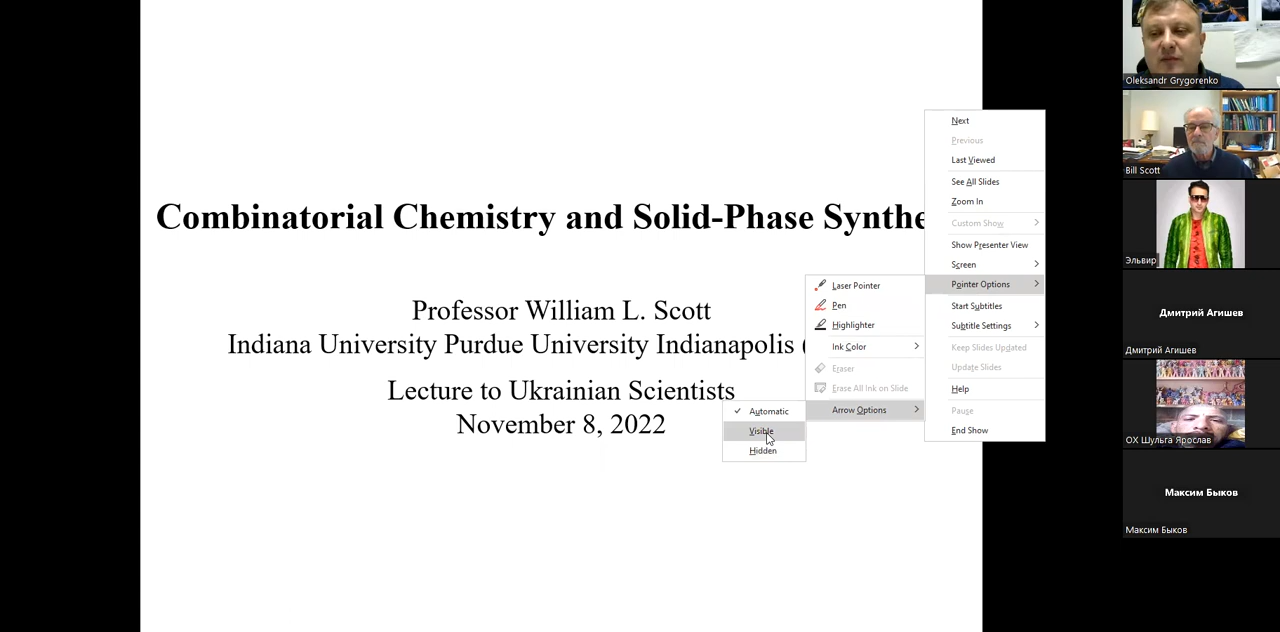 Combinatorial Chemistry and Solid-Phase Synthe
Professor William L. Scott
Indiana University Purdue University Indianapolis (
Lecture to Ukrainian Scientists
November 8, 2022
Next
Previous
Last Viewed
See All Slides
Zoom In
Custom Show
Show Presenter View
Screen
Pointer Options
Start Subtitles
Subtitle Settings
Keep Slides Updated
Update Slides
Help
Pause
End Show
Laser Pointer
Pen
Highlighter
Ink Color
Eraser
Erase All Ink on Slide
Arrow Options
Automatic
Visible
Hidden
Oleksandr Grygorenko
Bill Scott
Эльвир
Дмитрий Агишев
Дмитрий Агишев
ОХ Шульга Ярослав
Максим Быков
Максим Быков